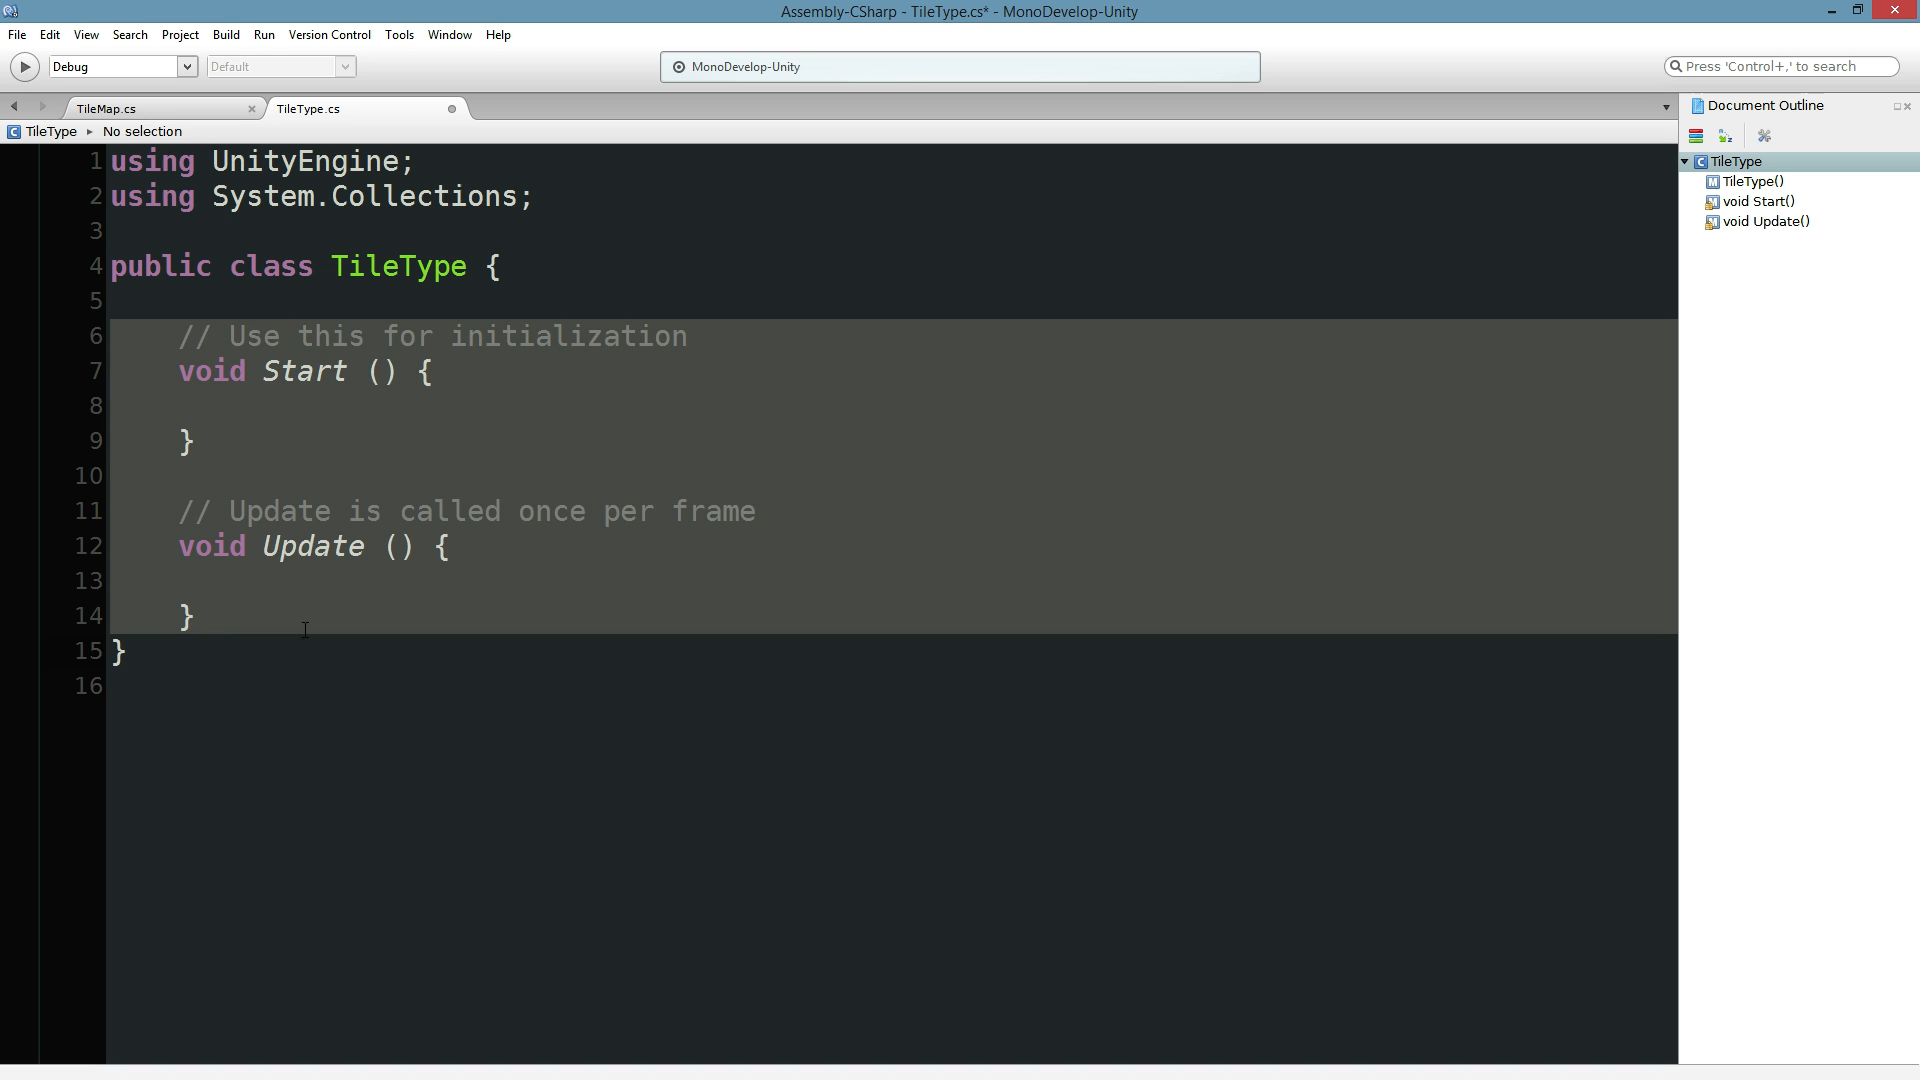 Assembly-CSharp - TileType.cs* - MonoDevelop-Unity
File Edit View Search Project Build Run Version Control Tools Window Help
Debug Default MonoDevelop-Unity Press 'Control+,' to search
TileMap.cs TileType.cs
TileType No selection
Document Outline
TileType
TileType()
void Start()
void Update()
1 using UnityEngine;
2 using System.Collections;
3
4 public class TileType {
5
6 // Use this for initialization
7 void Start () {
8
9 }
10
11 // Update is called once per frame
12 void Update () {
13
14 }
15 }
16